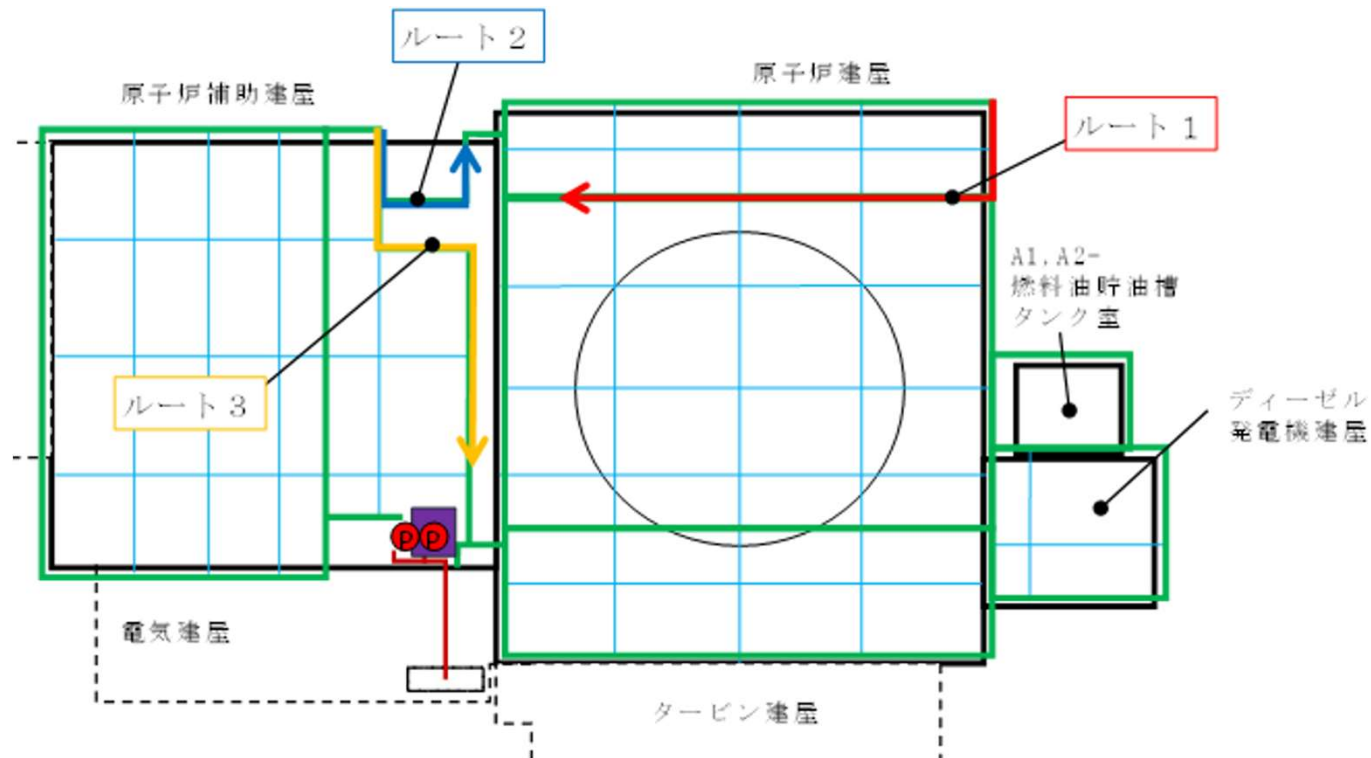 ルート2
原子炉補助建屋
原子炉建屋
ルート1
A1,A2-
燃料油貯油槽
タンク室
ルート3
ディーゼル
発電機建屋
P P
電気建屋
タービン建屋